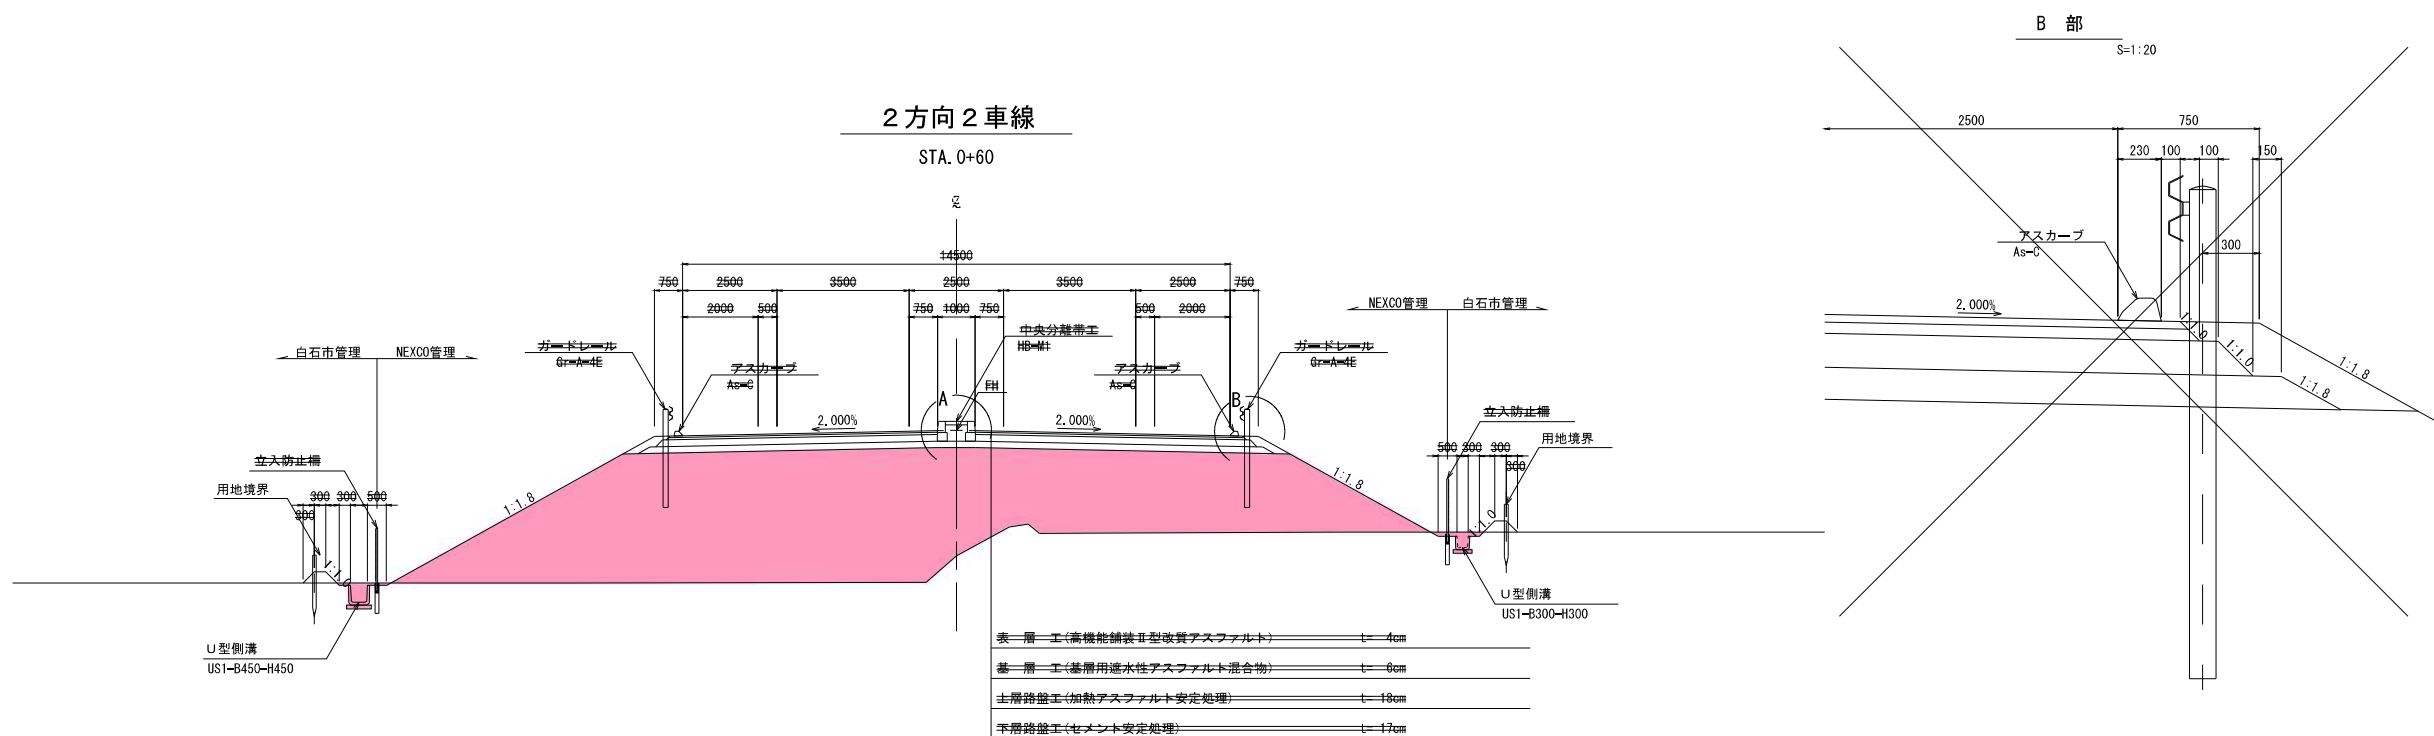 B 部
S=1:20
2方向2車線
STA. 0+60
14500
750 2500 3500 2500 3500 2500 750
2000 500 750 1000 750 500 2000
NEXCO管理 白石市管理
白石市管理 NEXCO管理
中央分離帯工
HB-M1
ガードレール
Gr-A-4E
アスカーブ
As-C
FH
アスカーブ
As-C
ガードレール
Gr-A-4E
A
B
2.000%
2.000%
立入防止柵
用地境界
300 300 500
300
1:1.8
1:1.0
U型側溝
US1-B450-H450
立入防止柵
用地境界
500 300 300
300
1:1.8
1:1.0
U型側溝
US1-B300-H300
表 層 工(高機能舗装Ⅱ型改質アスファルト) t= 4cm
基 層 工(基層用遮水性アスファルト混合物) t= 6cm
上層路盤工(加熱アスファルト安定処理) t= 18cm
下層路盤工(セメント安定処理) t= 17cm
2500 750
230 100 100 150
アスカーブ
As-C
300
2.000%
1:1.0
1:1.0
1:1.8
1:1.8